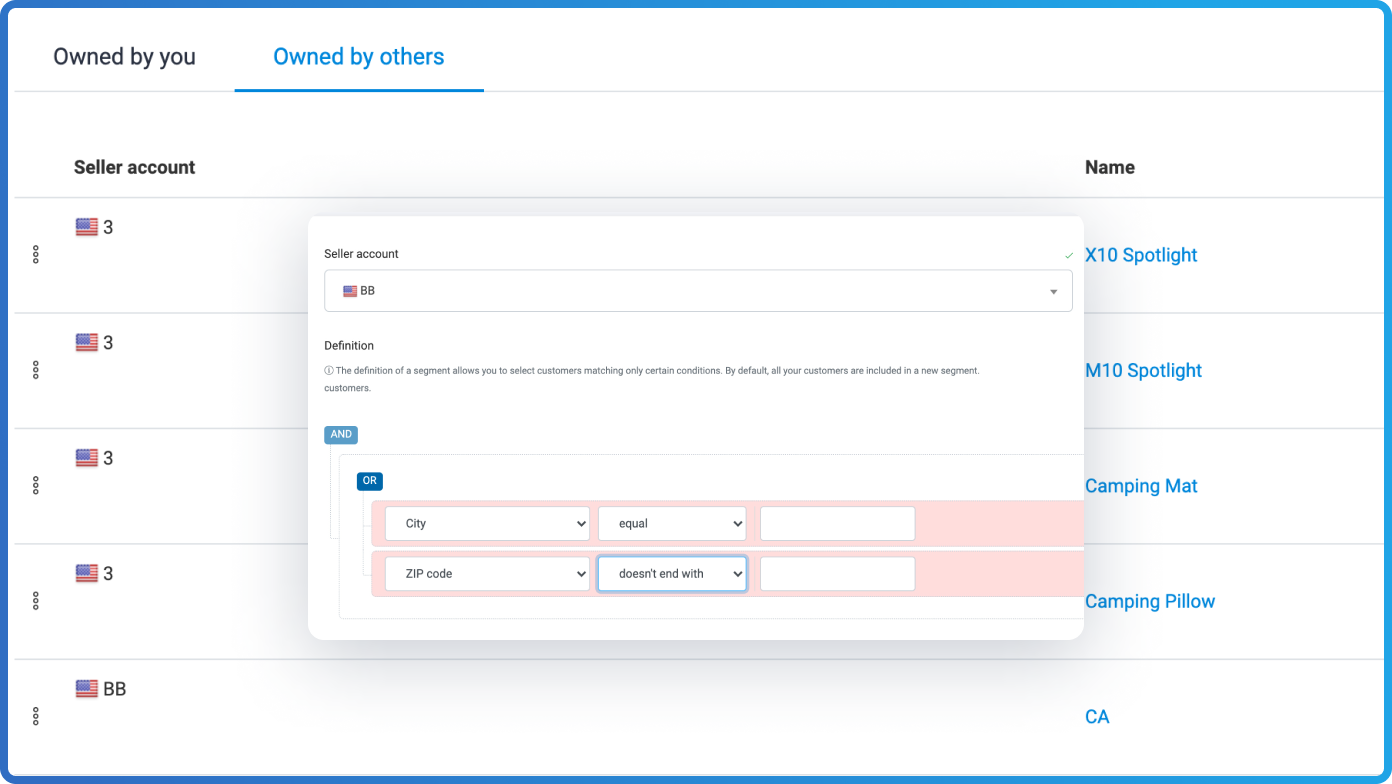 Owned by you
Owned by others
Seller account
Name
3
X10 Spotlight
3
M10 Spotlight
3
Camping Mat
3
Camping Pillow
BB
CA
Seller account
BB
Definition
The definition of a segment allows you to select customers matching only certain conditions. By default, all your customers are included in a new segment.
customers.
AND
OR
City
equal
ZIP code
doesn't end with